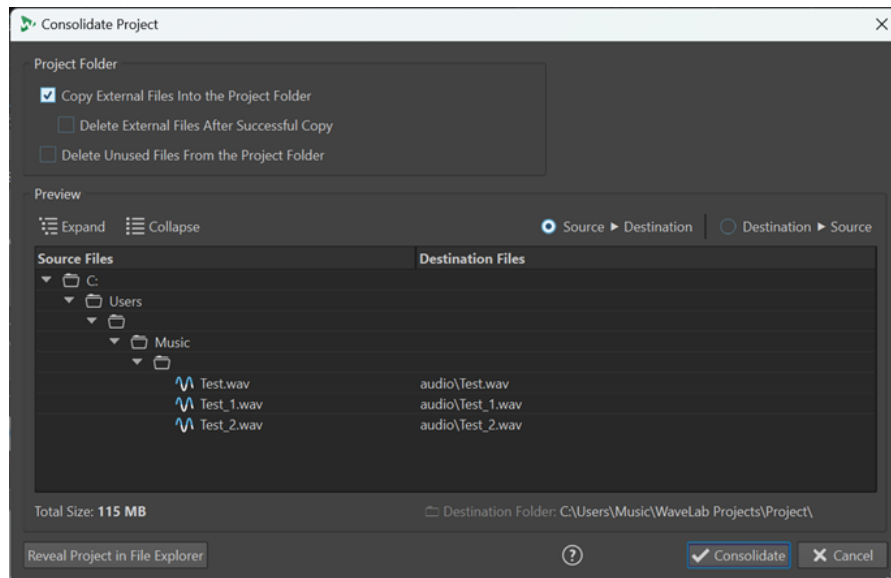 Consolidate Project
Project Folder
Copy External Files Into the Project Folder
Delete External Files After Successful Copy
Delete Unused Files From the Project Folder
Preview
Expand Collapse Source ▶ Destination Destination ▶ Source
Source Files Destination Files
C:
Users
Music
Test.wav audio\Test.wav
Test_1.wav audio\Test_1.wav
Test_2.wav audio\Test_2.wav
Total Size: 115 MB Destination Folder: C:\Users\Music\WaveLab Projects\Project\
Reveal Project in File Explorer ? Consolidate Cancel